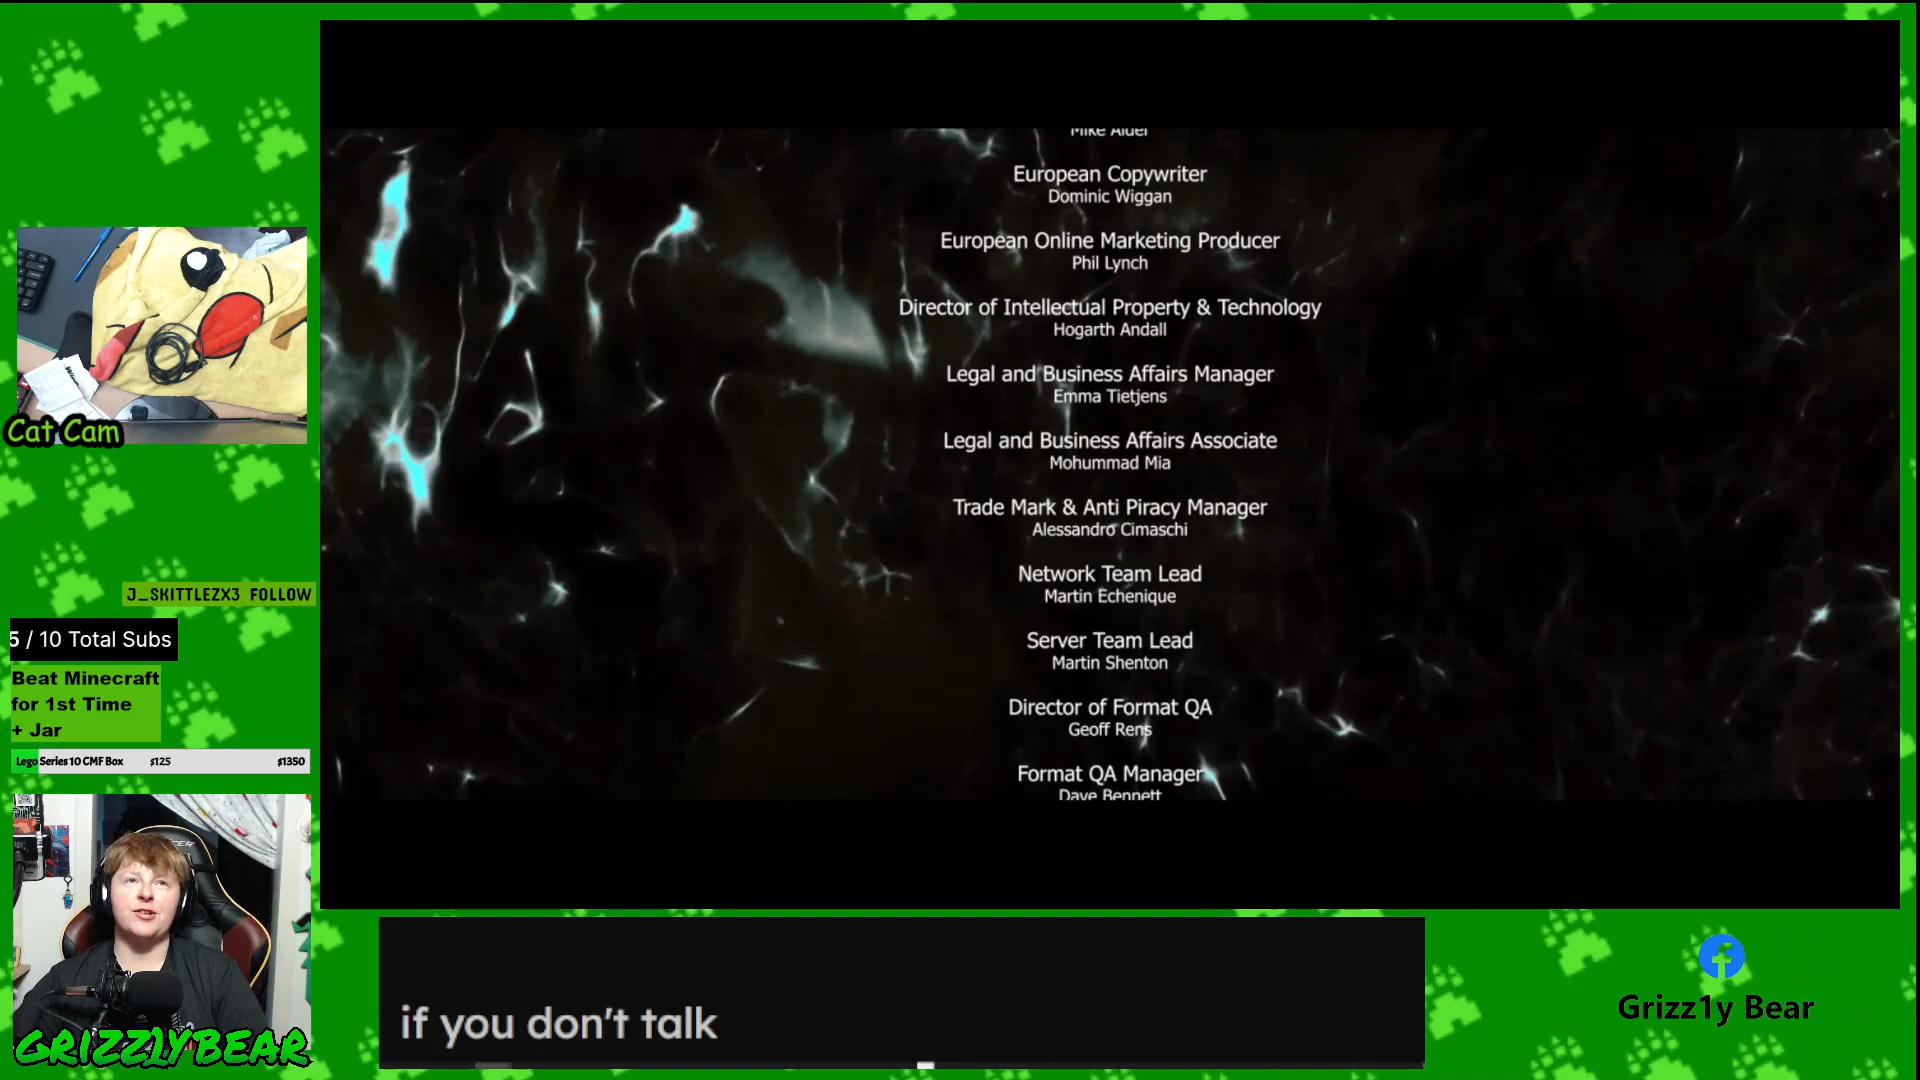 Mike Alder
European Copywriter
Dominic Wiggan
European Online Marketing Producer
Phil Lynch
Director of Intellectual Property & Technology
Hogarth Andall
Legal and Business Affairs Manager
Emma Tietjens
Legal and Business Affairs Associate
Mohummad Mia
Trade Mark & Anti Piracy Manager
Alessandro Cimaschi
Network Team Lead
Martin Echenique
Server Team Lead
Martin Shenton
Director of Format QA
Geoff Rens
Format QA Manager
Dave Bennett
Cat Cam
J_SKITTLEZX3 FOLLOW
5 / 10 Total Subs
Beat Minecraft
for 1st Time
+ Jar
Lego Series 10 CMF Box $125 $1350
GRIZZ1YBEAR
if you don't talk
Grizz1y Bear